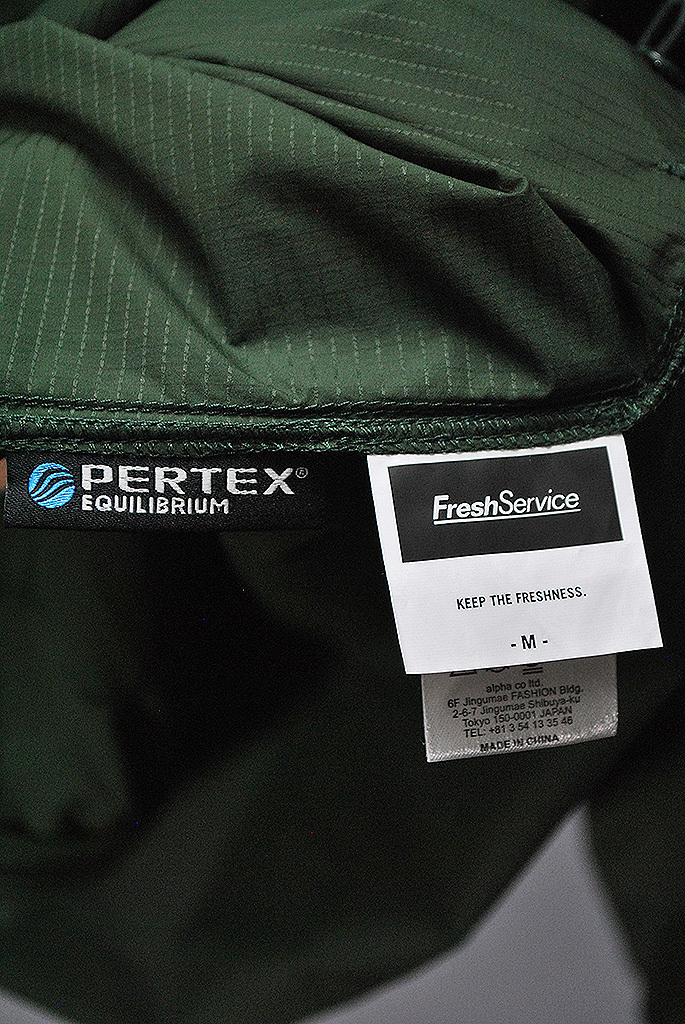 PERTEX®
EQUILIBRIUM
FreshService
KEEP THE FRESHNESS.
- M -
alpha co ltd.
6F Jingumae FASHION Bldg.
2-6-7 Jingumae Shibuya-ku
Tokyo 150-0001 JAPAN
TEL: +81 3 54 13 35 46
MADE IN CHINA